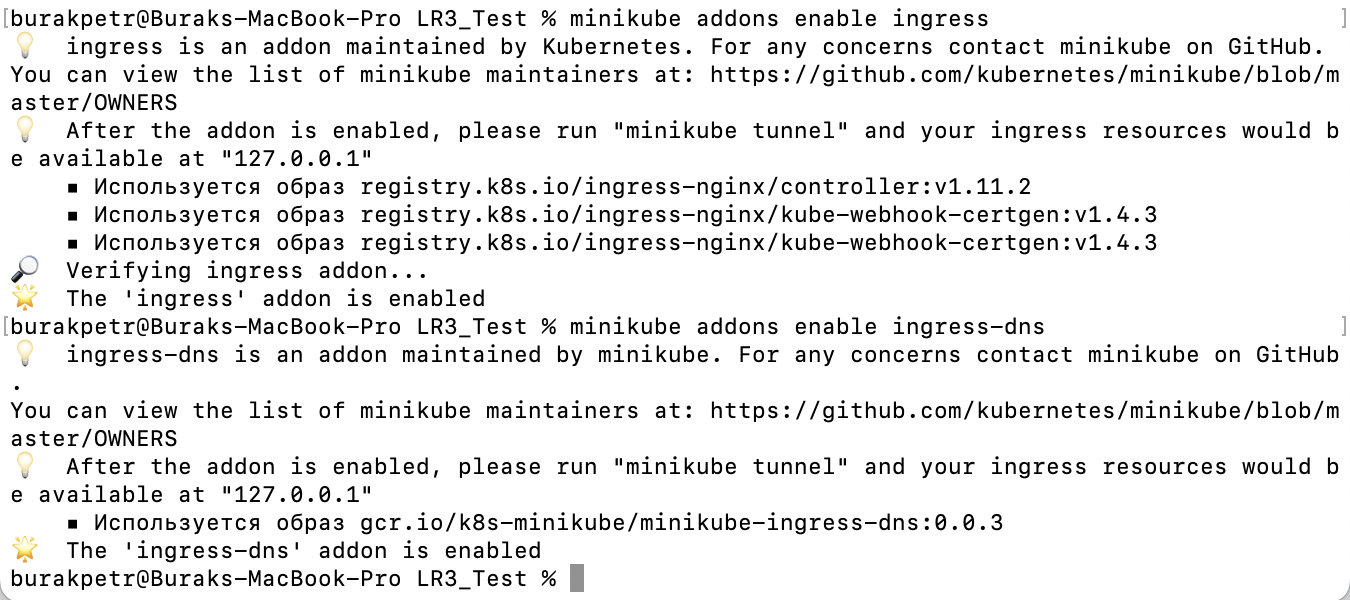 [burakpetr@Buraks-MacBook-Pro LR3_Test % minikube addons enable ingress ]
💡 ingress is an addon maintained by Kubernetes. For any concerns contact minikube on GitHub.
You can view the list of minikube maintainers at: https://github.com/kubernetes/minikube/blob/m
aster/OWNERS
💡 After the addon is enabled, please run "minikube tunnel" and your ingress resources would b
e available at "127.0.0.1"
▪ Используется образ registry.k8s.io/ingress-nginx/controller:v1.11.2
▪ Используется образ registry.k8s.io/ingress-nginx/kube-webhook-certgen:v1.4.3
▪ Используется образ registry.k8s.io/ingress-nginx/kube-webhook-certgen:v1.4.3
🔎 Verifying ingress addon...
🌟 The 'ingress' addon is enabled
[burakpetr@Buraks-MacBook-Pro LR3_Test % minikube addons enable ingress-dns ]
💡 ingress-dns is an addon maintained by minikube. For any concerns contact minikube on GitHub
.
You can view the list of minikube maintainers at: https://github.com/kubernetes/minikube/blob/m
aster/OWNERS
💡 After the addon is enabled, please run "minikube tunnel" and your ingress resources would b
e available at "127.0.0.1"
▪ Используется образ gcr.io/k8s-minikube/minikube-ingress-dns:0.0.3
🌟 The 'ingress-dns' addon is enabled
burakpetr@Buraks-MacBook-Pro LR3_Test %